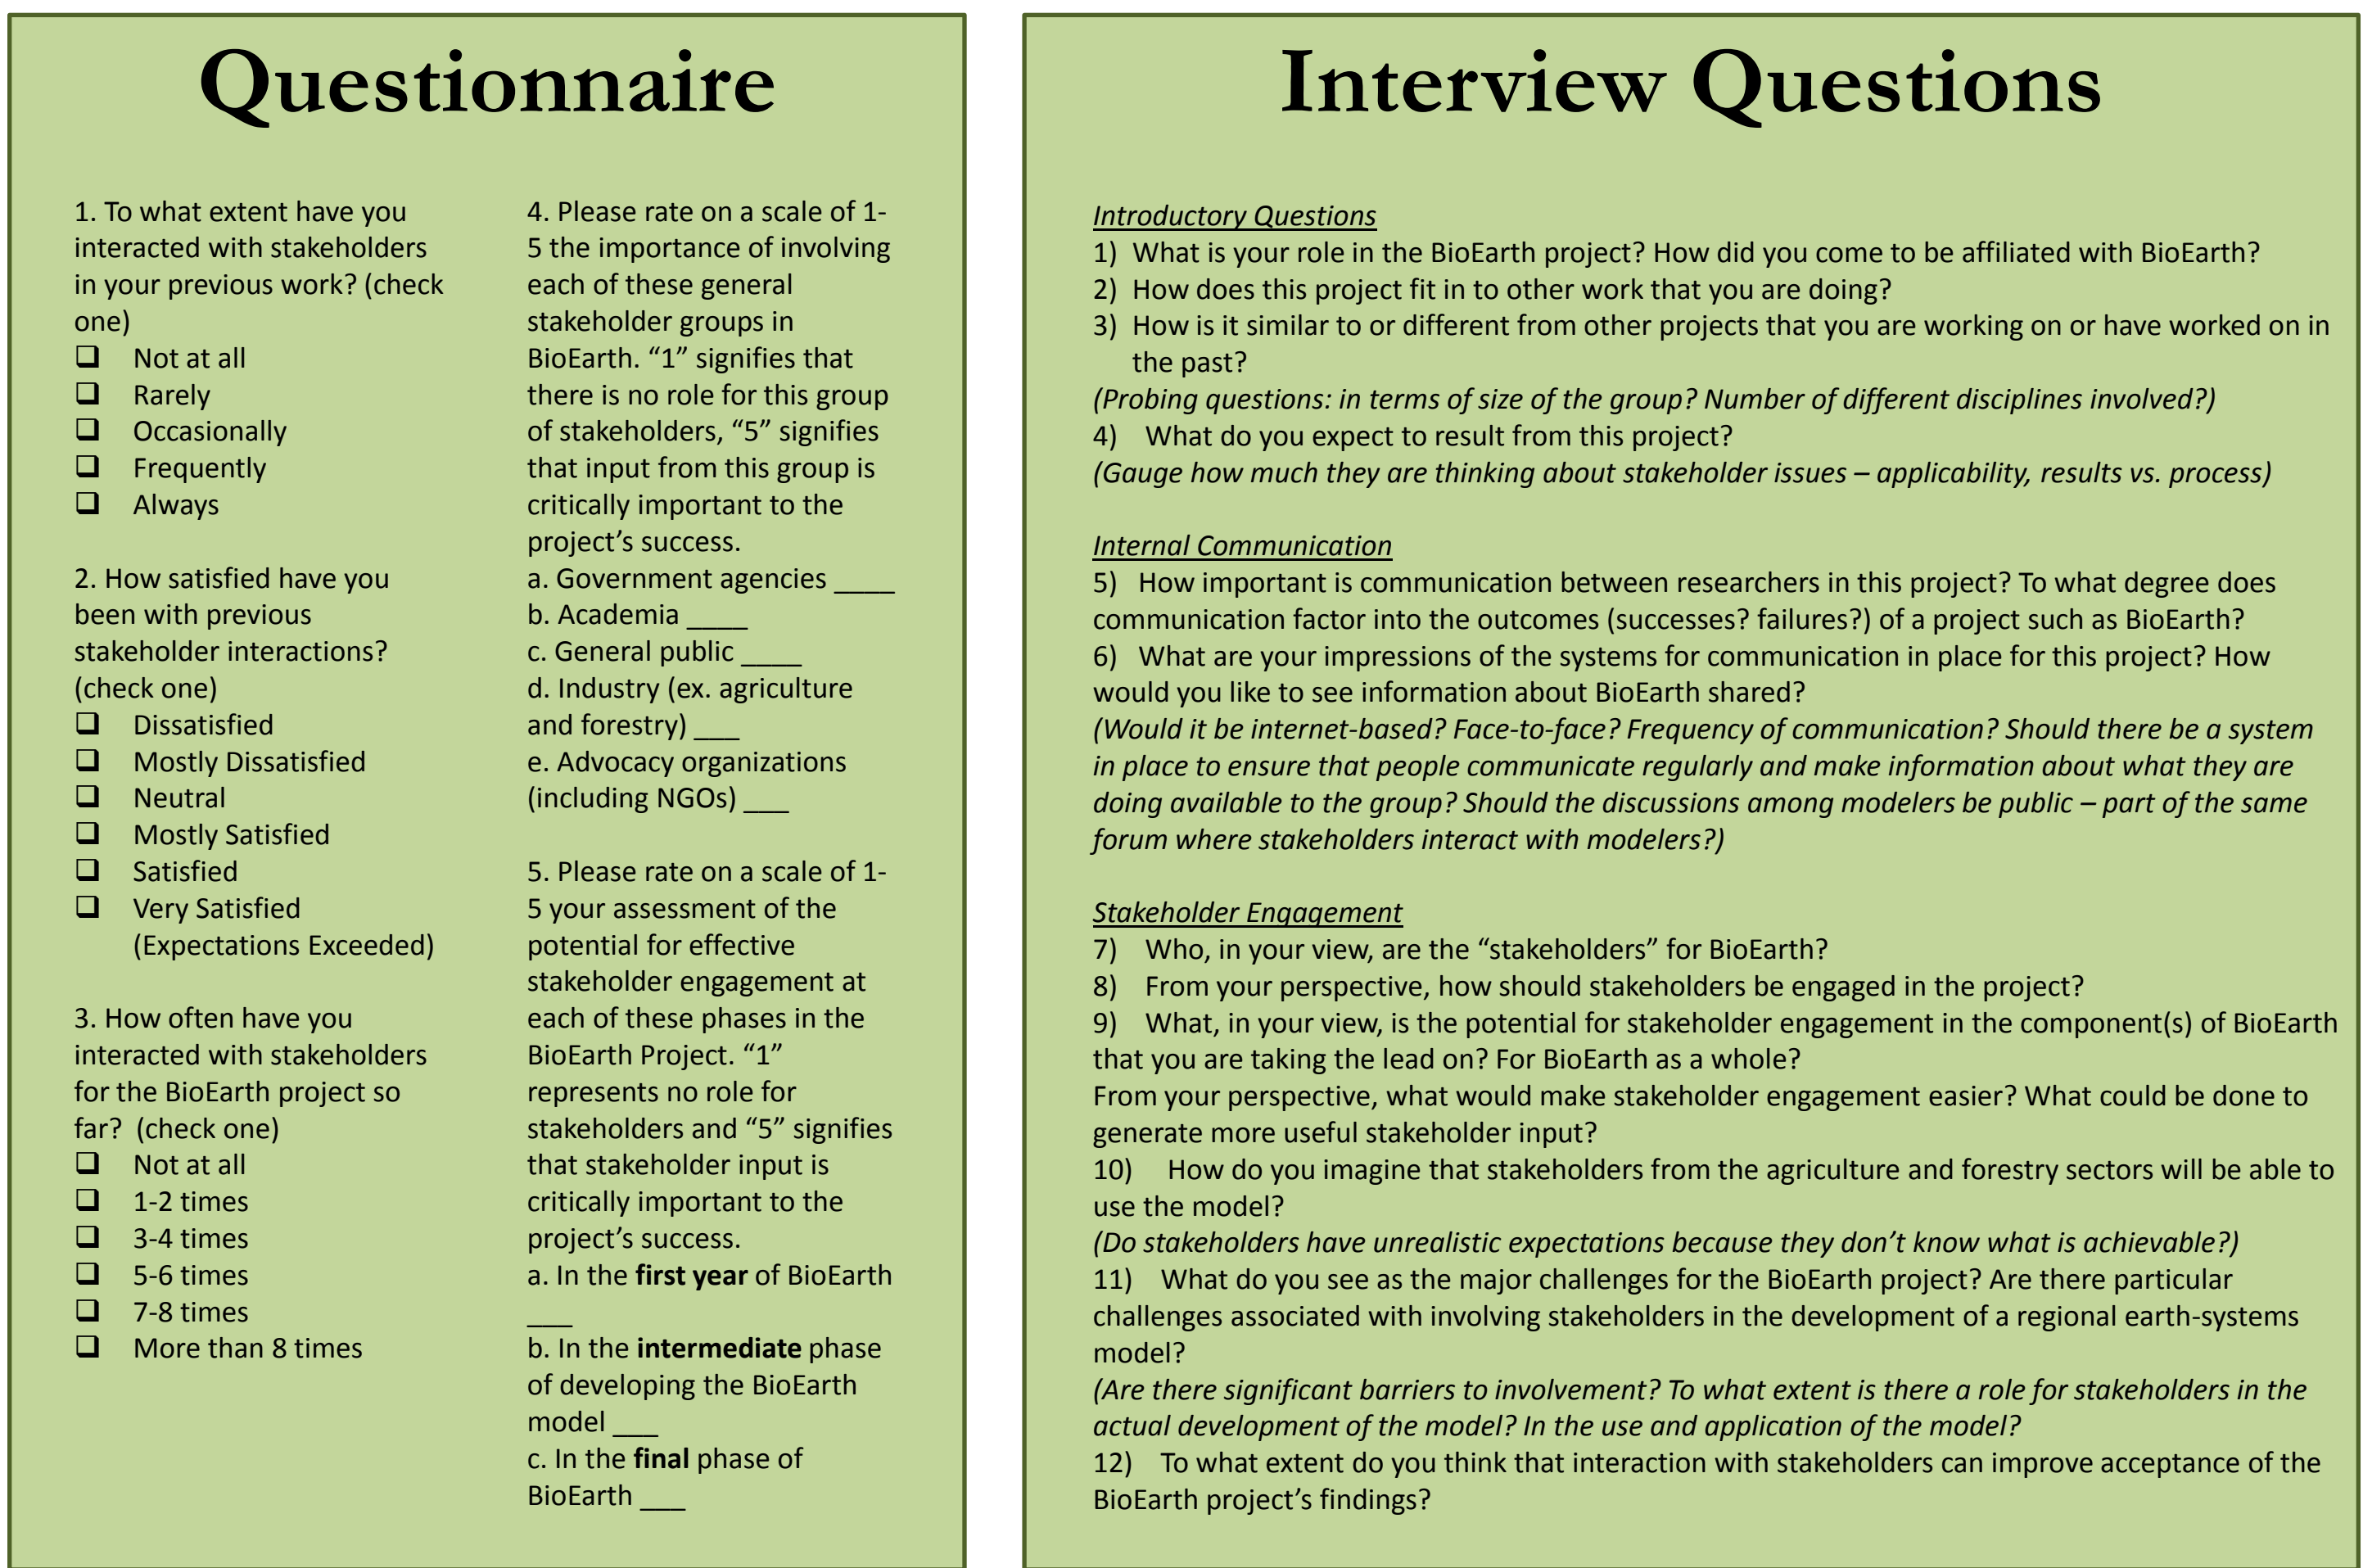 Questionnaire
1. To what extent have you
interacted with stakeholders
in your previous work? (check
one)
❑ Not at all
❑ Rarely
❑ Occasionally
❑ Frequently
❑ Always
2. How satisfied have you
been with previous
stakeholder interactions?
(check one)
❑ Dissatisfied
❑ Mostly Dissatisfied
❑ Neutral
❑ Mostly Satisfied
❑ Satisfied
❑ Very Satisfied
(Expectations Exceeded)
3. How often have you
interacted with stakeholders
for the BioEarth project so
far?  (check one)
❑ Not at all
❑ 1-2 times
❑ 3-4 times
❑ 5-6 times
❑ 7-8 times
❑ More than 8 times
4. Please rate on a scale of 1-
5 the importance of involving
each of these general
stakeholder groups in
BioEarth. “1” signifies that
there is no role for this group
of stakeholders, “5” signifies
that input from this group is
critically important to the
project’s success.
a. Government agencies ____
b. Academia ____
c. General public ____
d. Industry (ex. agriculture
and forestry) ___
e. Advocacy organizations
(including NGOs) ___
5. Please rate on a scale of 1-
5 your assessment of the
potential for effective
stakeholder engagement at
each of these phases in the
BioEarth Project. “1”
represents no role for
stakeholders and “5” signifies
that stakeholder input is
critically important to the
project’s success.
a. In the first year of BioEarth
___
b. In the intermediate phase
of developing the BioEarth
model ___
c. In the final phase of
BioEarth ___
Interview Questions
Introductory Questions
1) What is your role in the BioEarth project? How did you come to be affiliated with BioEarth?
2) How does this project fit in to other work that you are doing?
3) How is it similar to or different from other projects that you are working on or have worked on in
the past?
(Probing questions: in terms of size of the group? Number of different disciplines involved?)
4) What do you expect to result from this project?
(Gauge how much they are thinking about stakeholder issues – applicability, results vs. process)
Internal Communication
5) How important is communication between researchers in this project? To what degree does
communication factor into the outcomes (successes? failures?) of a project such as BioEarth?
6) What are your impressions of the systems for communication in place for this project? How
would you like to see information about BioEarth shared?
(Would it be internet-based? Face-to-face? Frequency of communication? Should there be a system
in place to ensure that people communicate regularly and make information about what they are
doing available to the group? Should the discussions among modelers be public – part of the same
forum where stakeholders interact with modelers?)
Stakeholder Engagement
7) Who, in your view, are the “stakeholders” for BioEarth?
8) From your perspective, how should stakeholders be engaged in the project?
9) What, in your view, is the potential for stakeholder engagement in the component(s) of BioEarth
that you are taking the lead on? For BioEarth as a whole?
From your perspective, what would make stakeholder engagement easier? What could be done to
generate more useful stakeholder input?
10) How do you imagine that stakeholders from the agriculture and forestry sectors will be able to
use the model?
(Do stakeholders have unrealistic expectations because they don’t know what is achievable?)
11) What do you see as the major challenges for the BioEarth project? Are there particular
challenges associated with involving stakeholders in the development of a regional earth-systems
model?
(Are there significant barriers to involvement? To what extent is there a role for stakeholders in the
actual development of the model? In the use and application of the model?
12) To what extent do you think that interaction with stakeholders can improve acceptance of the
BioEarth project’s findings?